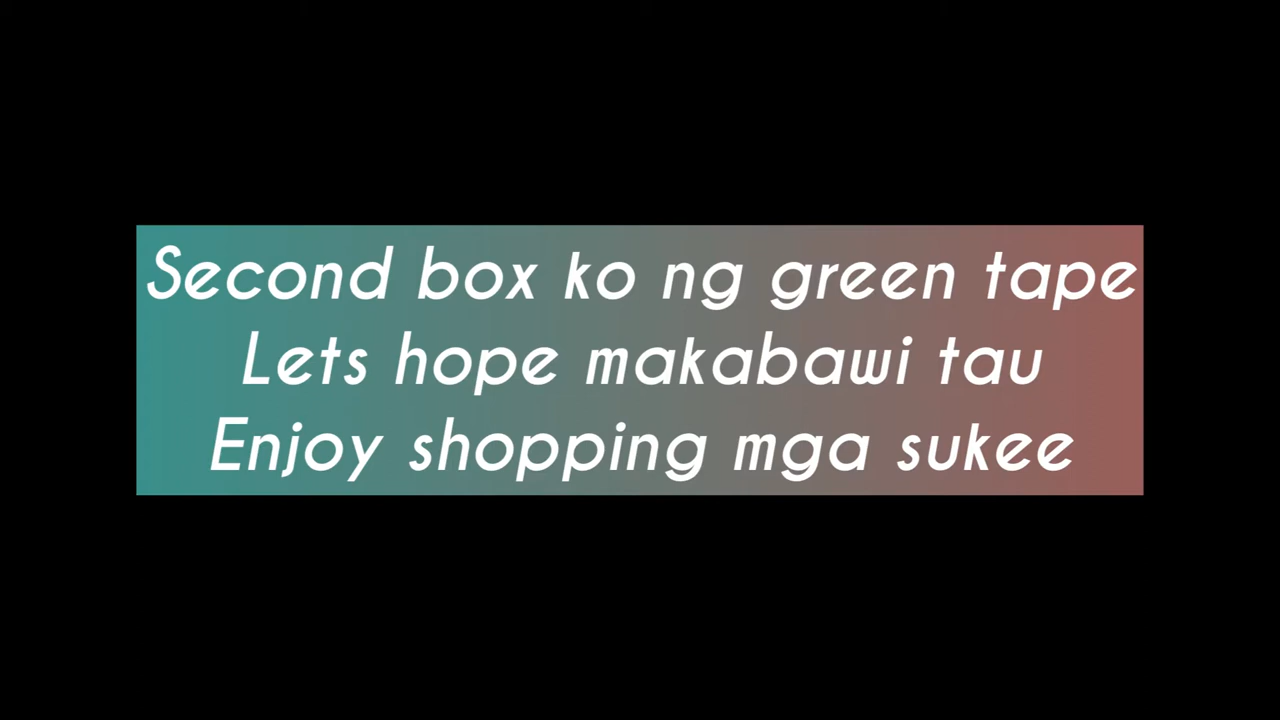 Second box ko ng green tape
Lets hope makabawi tau
Enjoy shopping mga sukee